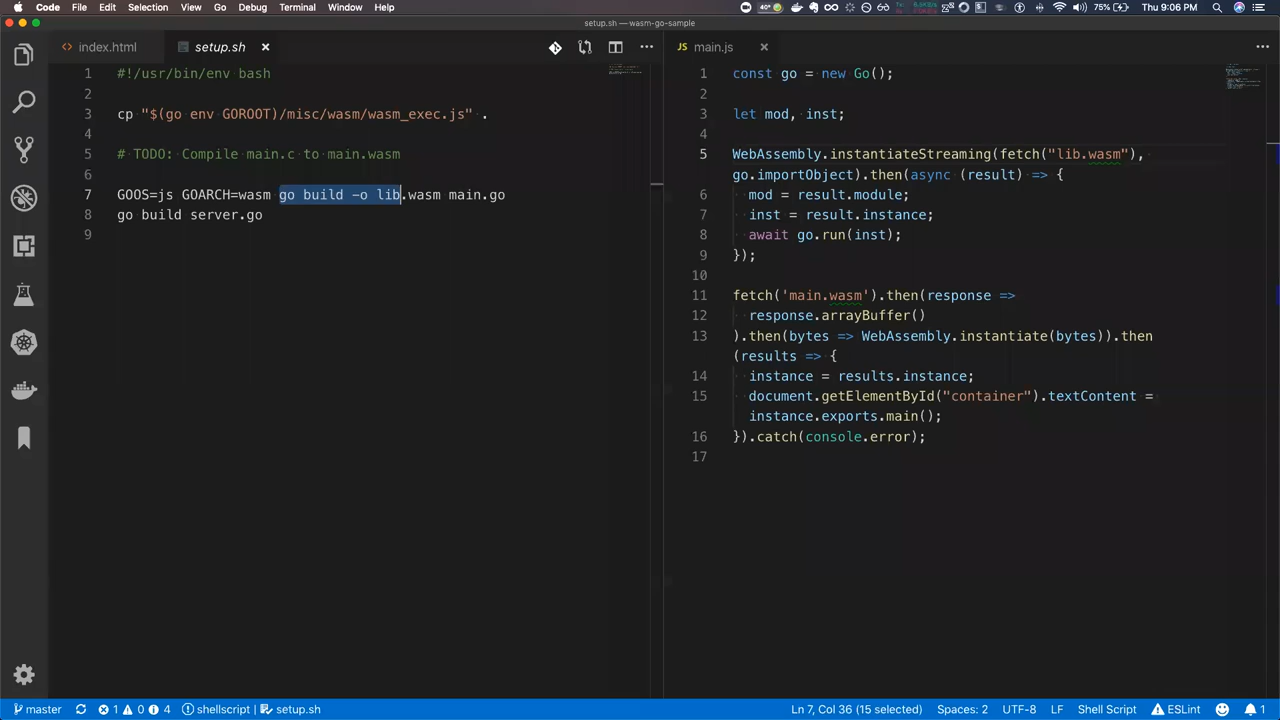 Code File Edit Selection View Go Debug Terminal Window Help
40° 75% Thu 9:06 PM
setup.sh — wasm-go-sample
index.html setup.sh
JS main.js
1 #!/usr/bin/env bash
2
3 cp "$(go env GOROOT)/misc/wasm/wasm_exec.js" .
4
5 # TODO: Compile main.c to main.wasm
6
7 GOOS=js GOARCH=wasm go build -o lib.wasm main.go
8 go build server.go
9
1 const go = new Go();
2
3 let mod, inst;
4
5 WebAssembly.instantiateStreaming(fetch("lib.wasm"),
go.importObject).then(async (result) => {
6 mod = result.module;
7 inst = result.instance;
8 await go.run(inst);
9 });
10
11 fetch('main.wasm').then(response =>
12 response.arrayBuffer()
13 ).then(bytes => WebAssembly.instantiate(bytes)).then
(results => {
14 instance = results.instance;
15 document.getElementById("container").textContent =
instance.exports.main();
16 }).catch(console.error);
17
master 1 0 4 shellscript | setup.sh Ln 7, Col 36 (15 selected) Spaces: 2 UTF-8 LF Shell Script ESLint 1